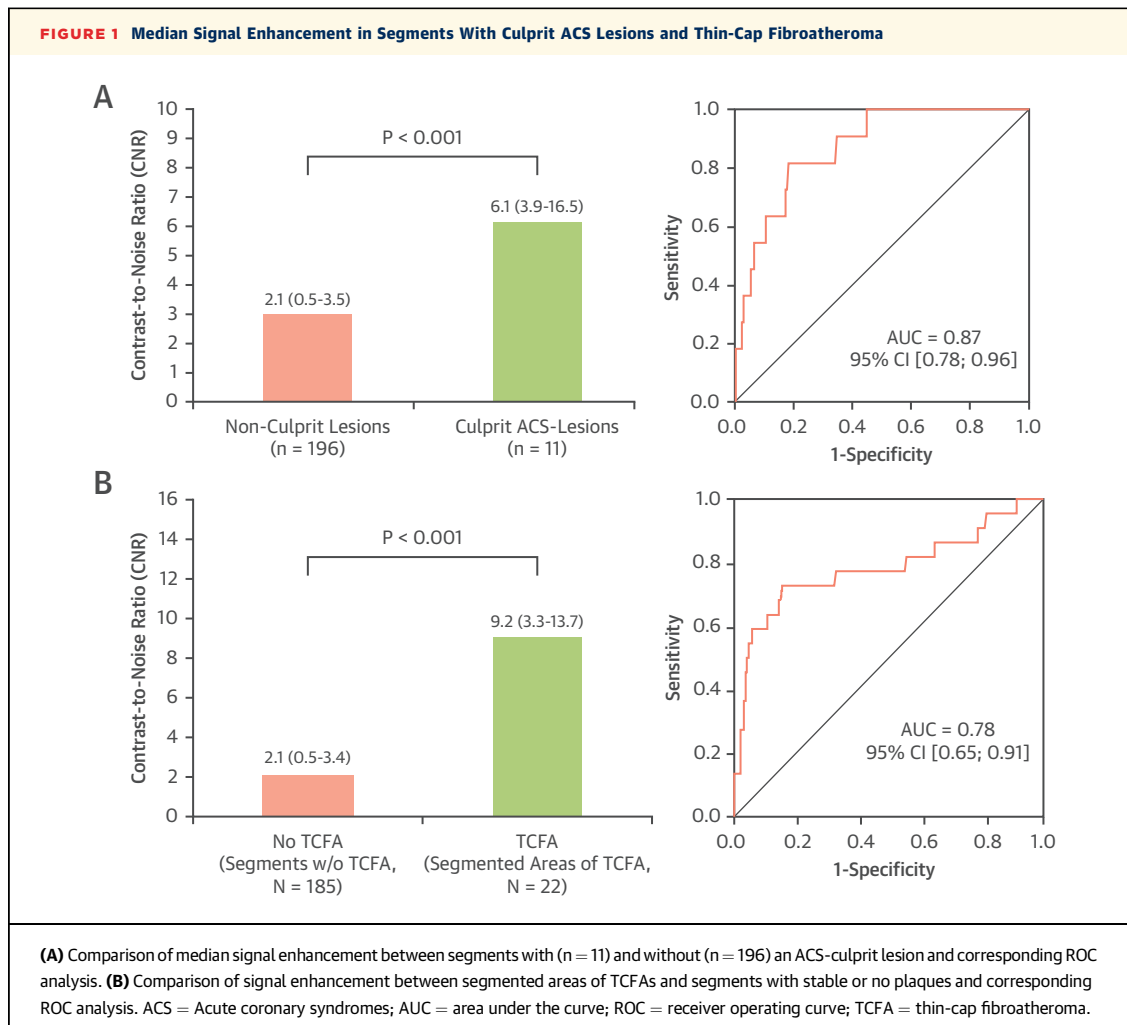 FIGURE 1 Median Signal Enhancement in Segments With Culprit ACS Lesions and Thin-Cap Fibroatheroma
A
Contrast-to-Noise Ratio (CNR)
10
9
8
7
6
5
4
3
2
1
0
P < 0.001
2.1 (0.5-3.5)
6.1 (3.9-16.5)
Non-Culprit Lesions
(n = 196)
Culprit ACS-Lesions
(n = 11)
Sensitivity
1.0
0.8
0.6
0.4
0.2
0.0
AUC = 0.87
95% CI [0.78; 0.96]
0.0 0.2 0.4 0.6 0.8 1.0
1-Specificity
B
Contrast-to-Noise Ratio (CNR)
16
14
12
10
8
6
4
2
0
P < 0.001
2.1 (0.5-3.4)
9.2 (3.3-13.7)
No TCFA
(Segments w/o TCFA,
N = 185)
TCFA
(Segmented Areas of TCFA,
N = 22)
Sensitivity
1.0
0.8
0.6
0.4
0.2
0.0
AUC = 0.78
95% CI [0.65; 0.91]
0.0 0.2 0.4 0.6 0.8 1.0
1-Specificity
(A) Comparison of median signal enhancement between segments with (n = 11) and without (n = 196) an ACS-culprit lesion and corresponding ROC
analysis. (B) Comparison of signal enhancement between segmented areas of TCFAs and segments with stable or no plaques and corresponding
ROC analysis. ACS = Acute coronary syndromes; AUC = area under the curve; ROC = receiver operating curve; TCFA = thin-cap fibroatheroma.